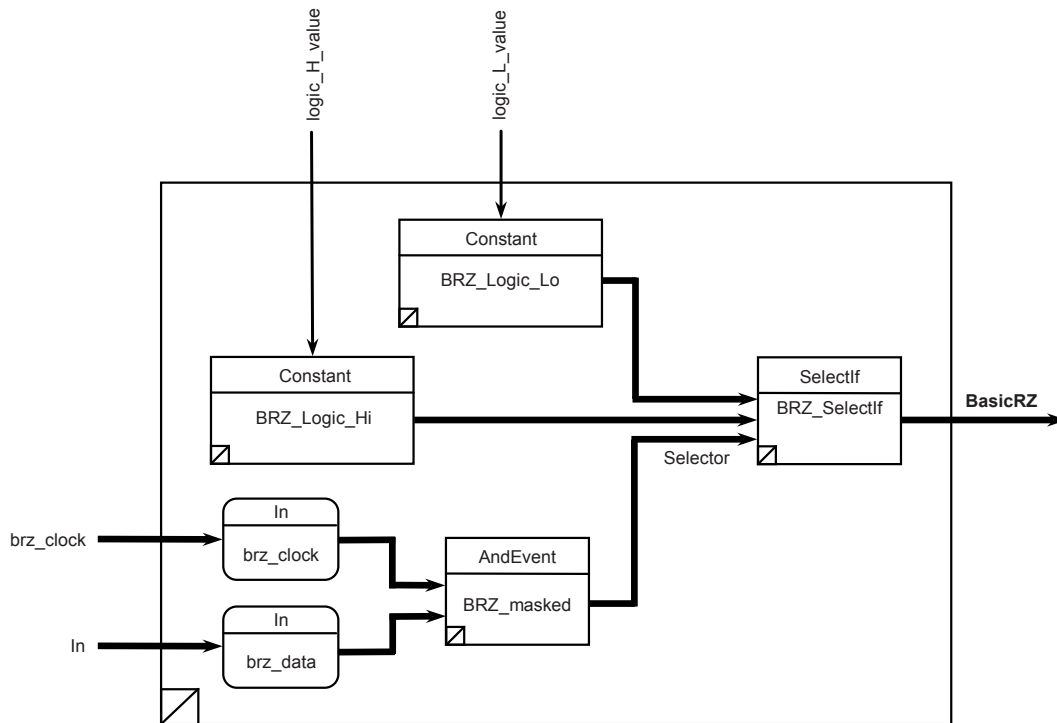 logic_H_value
logic_L_value
Constant
BRZ_Logic_Lo
Constant
BRZ_Logic_Hi
SelectIf
BRZ_SelectIf
BasicRZ
Selector
brz_clock
In
brz_clock
AndEvent
BRZ_masked
In
In
brz_data